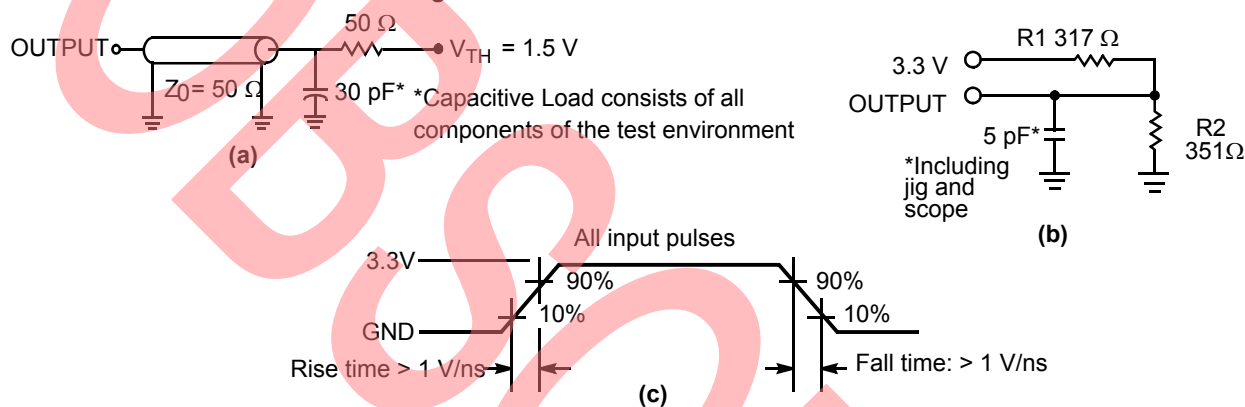 50 Ω
OUTPUT
V_TH = 1.5 V
Z₀= 50 Ω
30 pF*
*Capacitive Load consists of all
components of the test environment
(a)
R1 317 Ω
3.3 V
OUTPUT
5 pF*
R2
351Ω
*Including
jig and
scope
(b)
All input pulses
3.3V
90%
90%
10%
10%
GND
Rise time > 1 V/ns
Fall time: > 1 V/ns
(c)